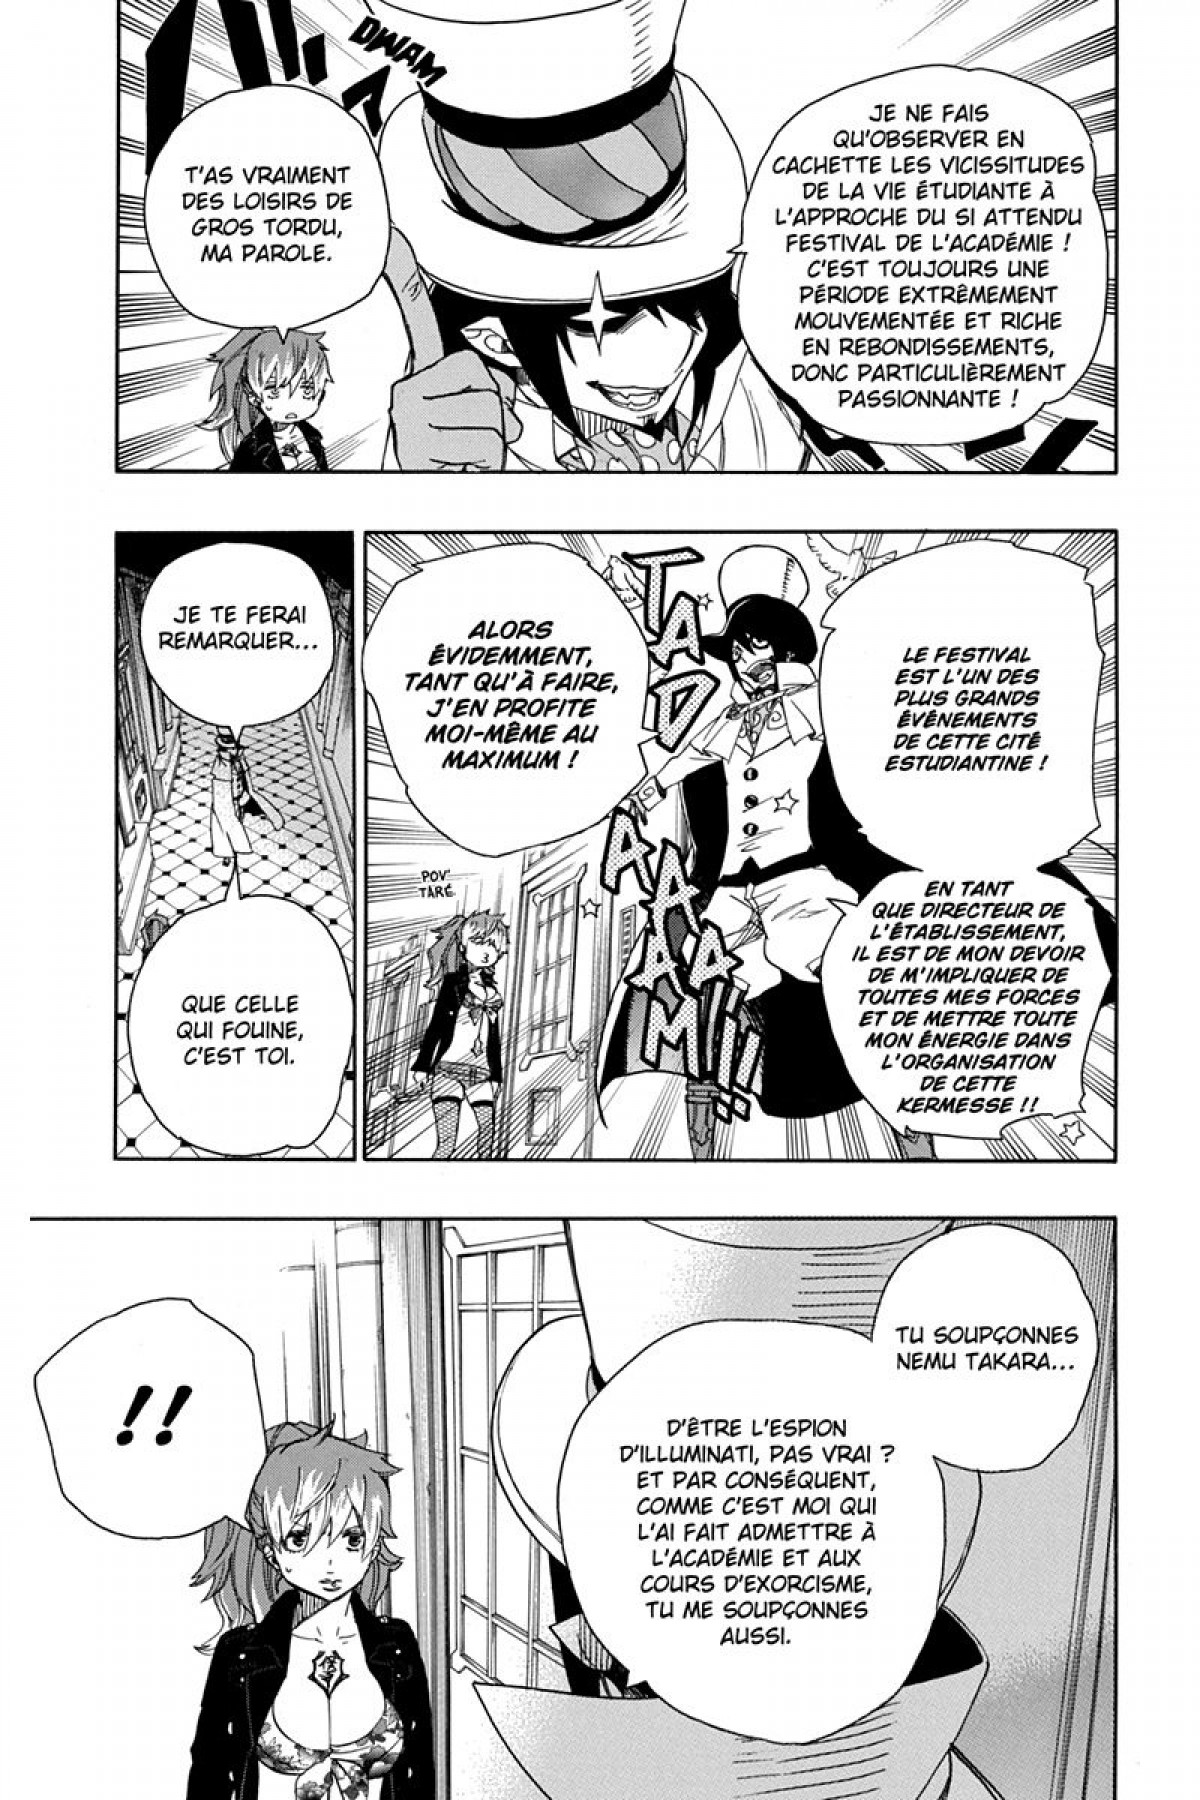 JE NE FAIS
QU'OBSERVER EN
CACHETTE LES VICISSITUDES
DE LA VIE ÉTUDIANTE À
L'APPROCHE DU SI ATTENDU
FESTIVAL DE L'ACADÉMIE !
C'EST TOUJOURS UNE
PÉRIODE EXTRÊMEMENT
MOUVEMENTÉE ET RICHE
EN REBONDISSEMENTS,
DONC PARTICULIÈREMENT
PASSIONNANTE !
DWAM
T'AS VRAIMENT
DES LOISIRS DE
GROS TORDU,
MA PAROLE.
LE FESTIVAL
EST L'UN DES
PLUS GRANDS
ÉVÈNEMENTS
DE CETTE CITÉ
ESTUDIANTINE !
EN TANT
QUE DIRECTEUR DE
L'ÉTABLISSEMENT,
IL EST DE MON DEVOIR
DE M'IMPLIQUER DE
TOUTES MES FORCES
ET DE METTRE TOUTE
MON ÉNERGIE DANS
L'ORGANISATION
DE CETTE
KERMESSE !!
TADAAAAAAM!!!
ALORS
ÉVIDEMMENT,
TANT QU'À FAIRE,
J'EN PROFITE
MOI-MÊME AU
MAXIMUM !
POV'
TARÉ
JE TE FERAI
REMARQUER...
QUE CELLE
QUI FOUINE,
C'EST TOI.
TU SOUPÇONNES
NEMU TAKARA...
D'ÊTRE L'ESPION
D'ILLUMINATI, PAS VRAI ?
ET PAR CONSÉQUENT,
COMME C'EST MOI QUI
L'AI FAIT ADMETTRE À
L'ACADÉMIE ET AUX
COURS D'EXORCISME,
TU ME SOUPÇONNES
AUSSI.
!!